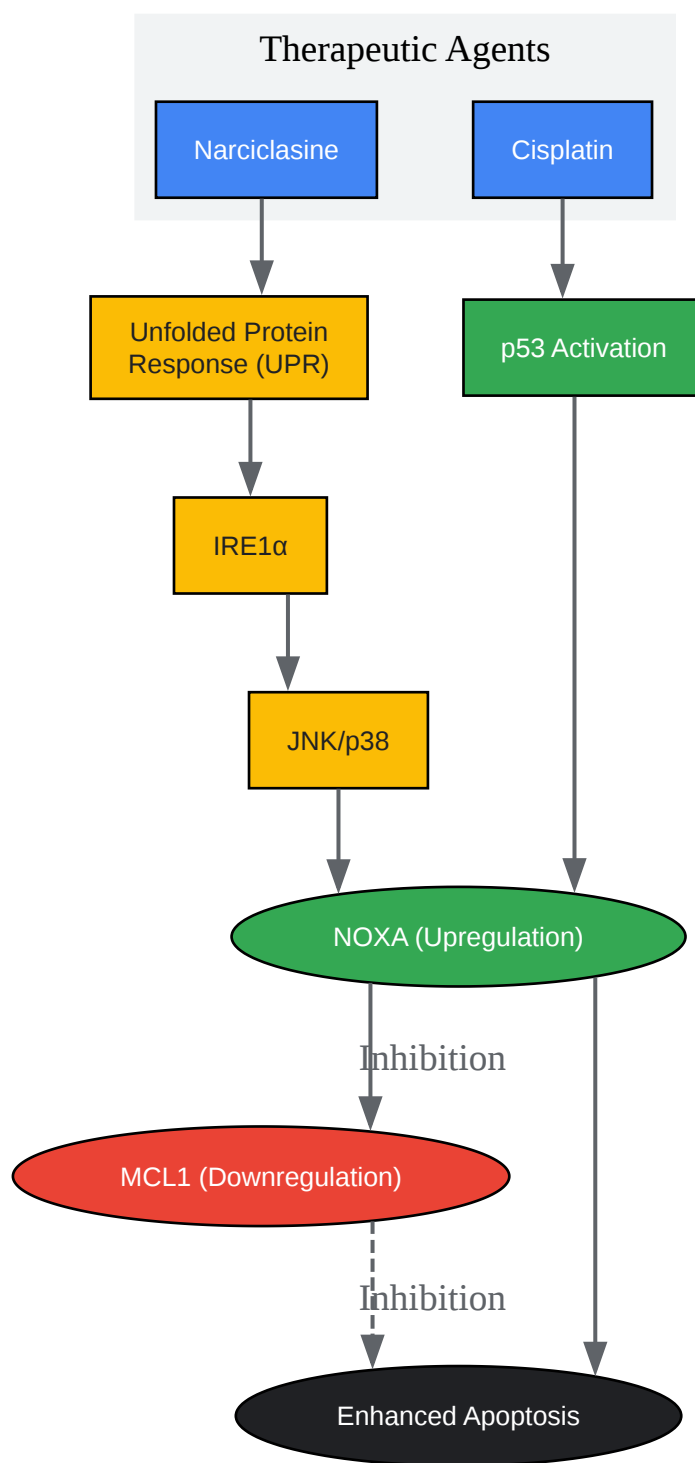 Therapeutic Agents
Narciclasine
Cisplatin
Unfolded Protein
Response (UPR)
p53 Activation
IRE1α
JNK/p38
NOXA (Upregulation)
Inhibition
MCL1 (Downregulation)
Inhibition
Enhanced Apoptosis